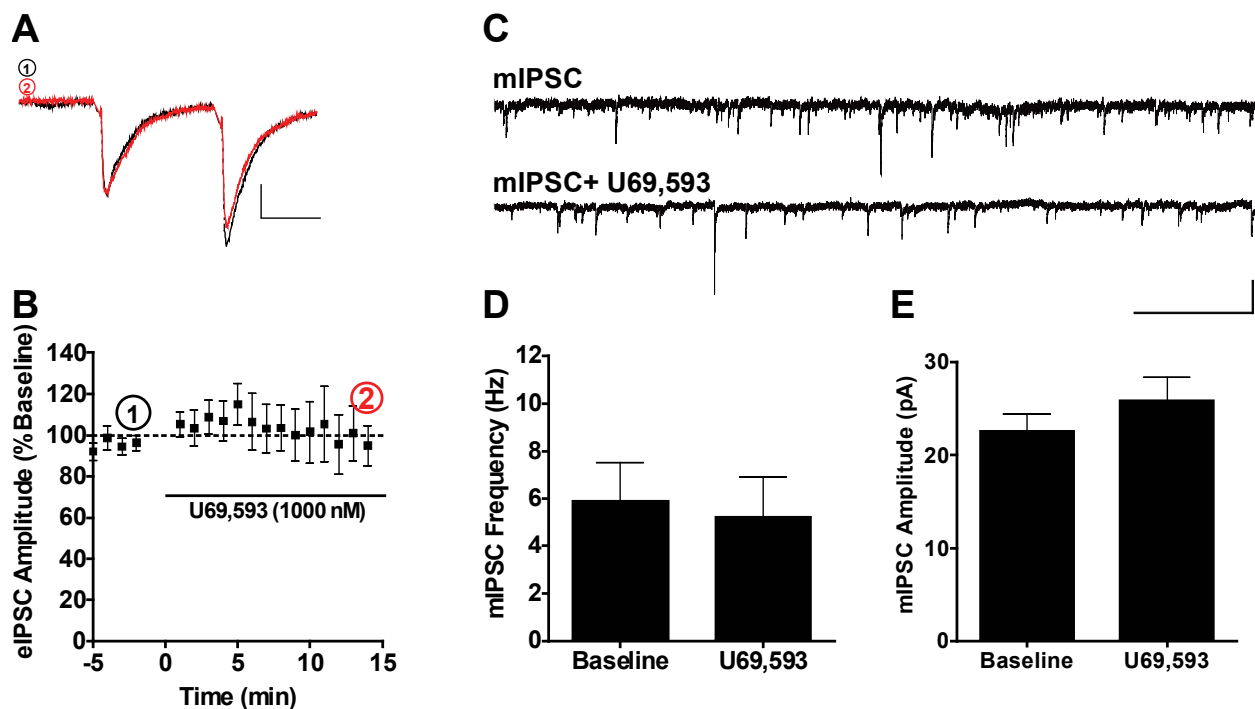 A
1
2
C
mIPSC
mIPSC+ U69,593
B
eIPSC Amplitude (% Baseline)
140
120
100
80
60
40
20
0
1
2
U69,593 (1000 nM)
-5
0
5
10
15
Time (min)
D
mIPSC Frequency (Hz)
12
10
8
6
4
2
0
Baseline
U69,593
E
mIPSC Amplitude (pA)
30
20
10
0
Baseline
U69,593